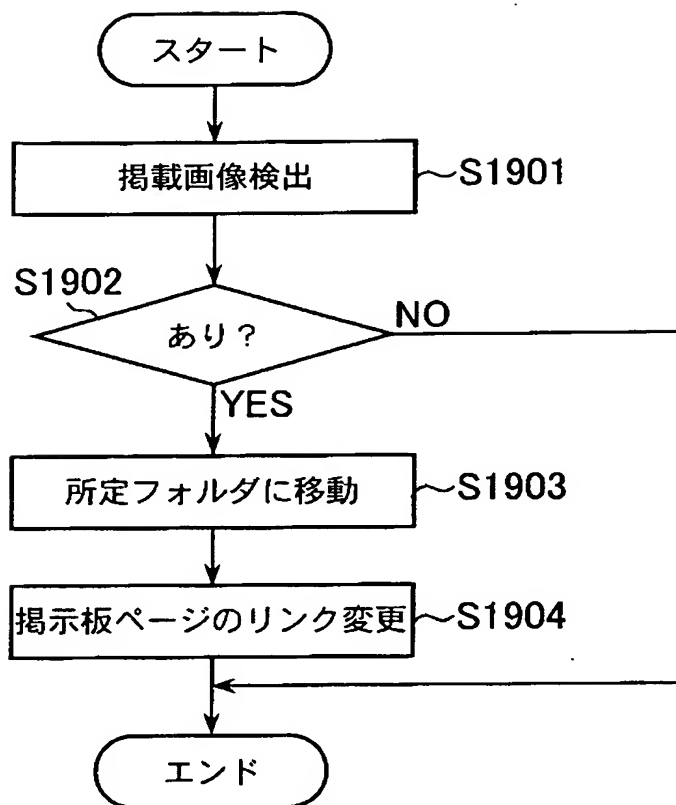 スタート
掲載画像検出
S1901
S1902
あり?
NO
YES
所定フォルダに移動
S1903
掲示板ページのリンク変更
S1904
エンド